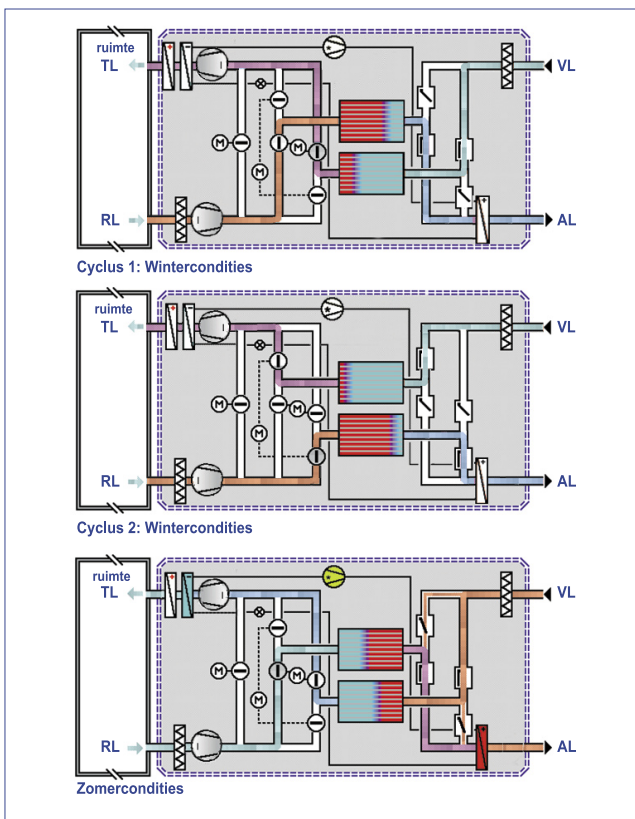 ruimte
TL
VL
M
M
M
RL
AL
Cyclus 1: Wintercondities
ruimte
TL
VL
M
M
M
RL
AL
Cyclus 2: Wintercondities
ruimte
TL
VL
M
M
M
RL
AL
Zomercondities